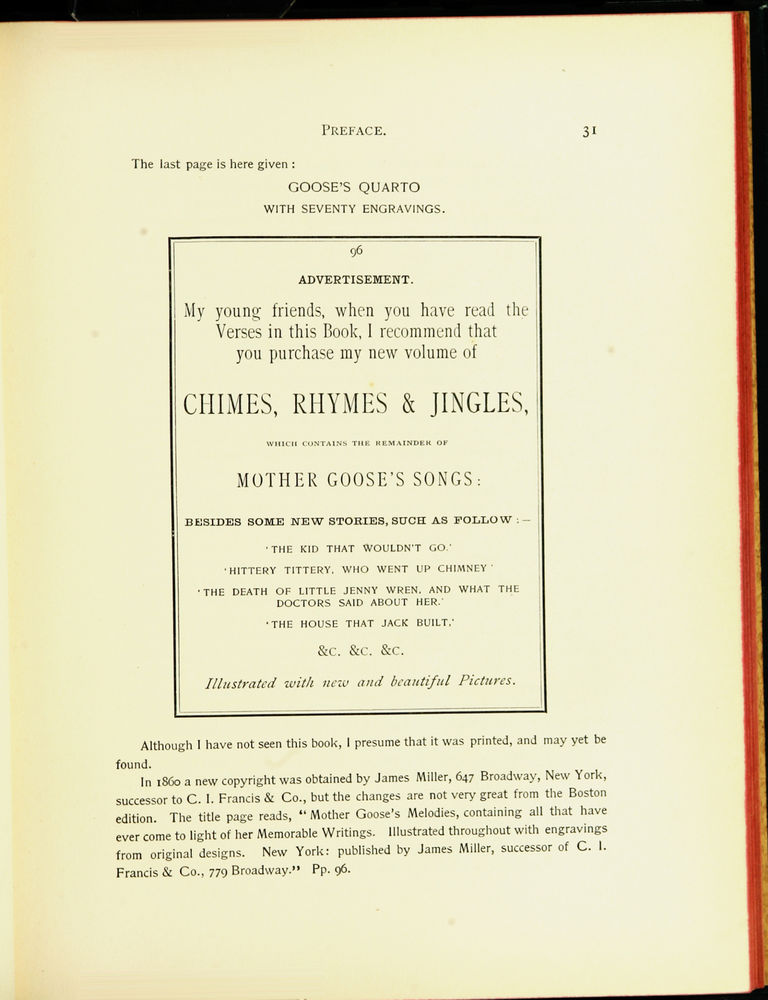 PREFACE.
31
The last page is here given :
GOOSE'S QUARTO
WITH SEVENTY ENGRAVINGS.
96
ADVERTISEMENT.
My young friends, when you have read the
Verses in this Book, I recommend that
you purchase my new volume of
CHIMES, RHYMES & JINGLES,
WHICH CONTAINS THE REMAINDER OF
MOTHER GOOSE'S SONGS:
BESIDES SOME NEW STORIES, SUCH AS FOLLOW :—
'THE KID THAT WOULDN'T GO.'
'HITTERY TITTERY, WHO WENT UP CHIMNEY'
'THE DEATH OF LITTLE JENNY WREN, AND WHAT THE
DOCTORS SAID ABOUT HER.'
'THE HOUSE THAT JACK BUILT,'
&C. &C. &C.
Illustrated with new and beautiful Pictures.
Although I have not seen this book, I presume that it was printed, and may yet be
found.
In 1860 a new copyright was obtained by James Miller, 647 Broadway, New York,
successor to C. I. Francis & Co., but the changes are not very great from the Boston
edition. The title page reads, "Mother Goose's Melodies, containing all that have
ever come to light of her Memorable Writings. Illustrated throughout with engravings
from original designs. New York: published by James Miller, successor of C. I.
Francis & Co., 779 Broadway." Pp. 96.